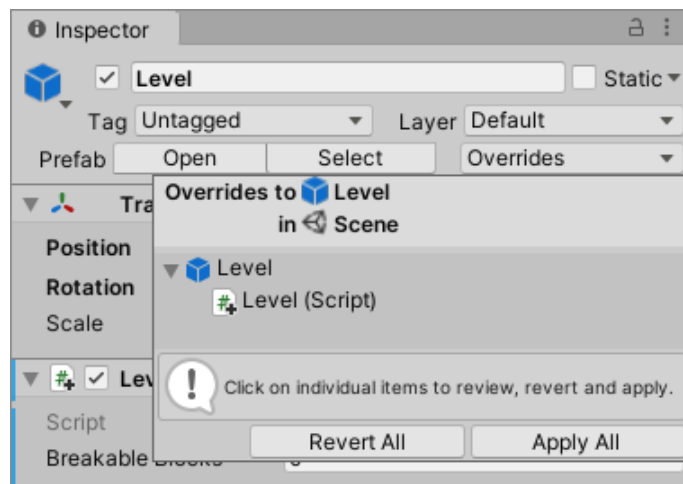 Inspector
Level
Static
Tag Untagged Layer Default
Prefab Open Select Overrides
Overrides to Level
in Scene
Position
Rotation
Scale
Level
Level (Script)
Click on individual items to review, revert and apply.
Script
Revert All Apply All